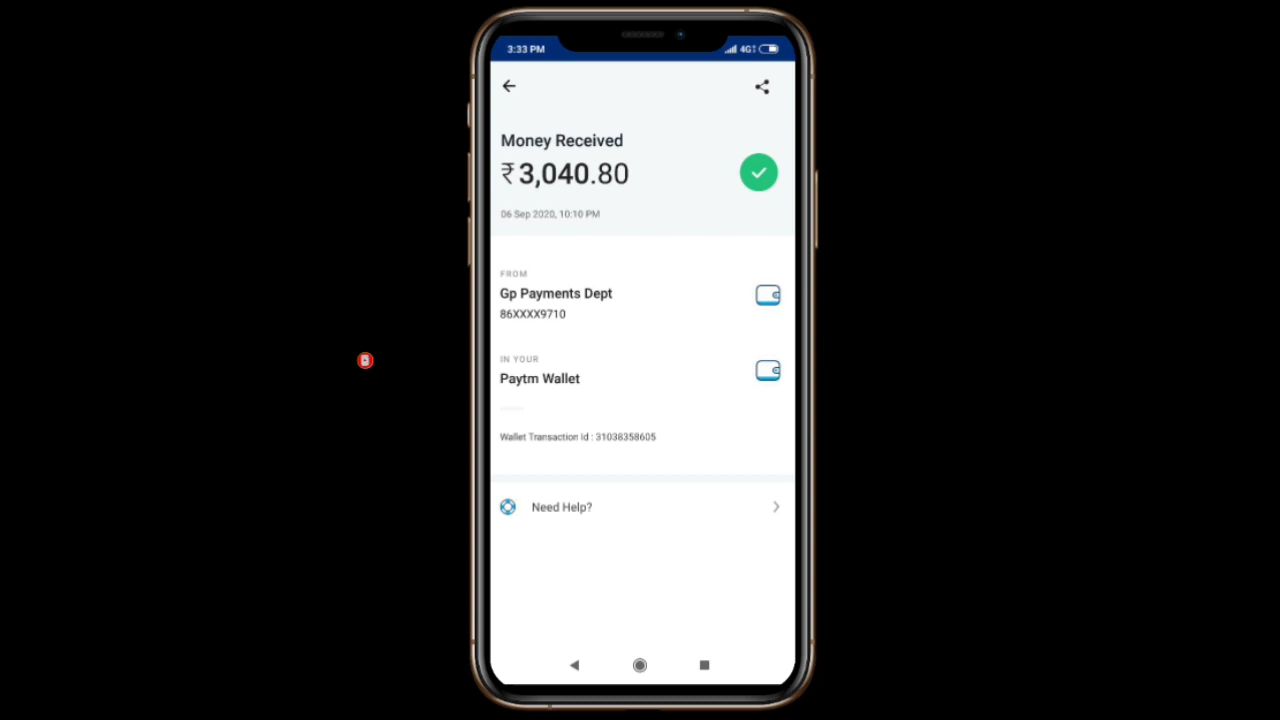 3:33 PM
4G
Money Received
₹3,040.80
06 Sep 2020, 10:10 PM
FROM
Gp Payments Dept
86XXXX9710
IN YOUR
Paytm Wallet
Wallet Transaction Id : 31038358605
Need Help?